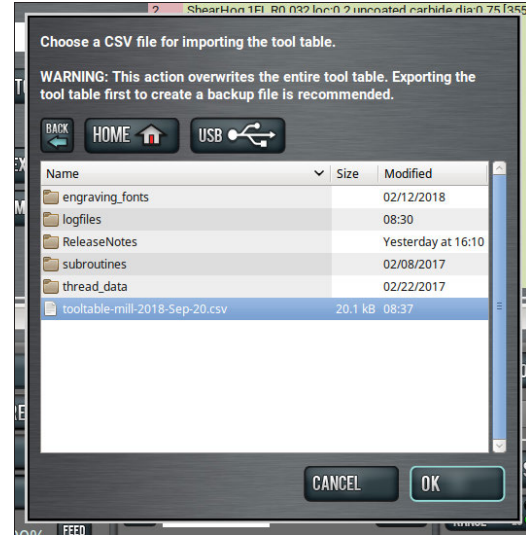 2 ShearHog 1FL R0.032 loc:0.2 uncoated carbide dia:0.75 [355
Choose a CSV file for importing the tool table.
WARNING: This action overwrites the entire tool table. Exporting the
tool table first to create a backup file is recommended.
BACK HOME USB
Name Size Modified
engraving_fonts 02/12/2018
logfiles 08:30
ReleaseNotes Yesterday at 16:10
subroutines 02/08/2017
thread_data 02/22/2017
tooltable-mill-2018-Sep-20.csv 20.1 kB 08:37
CANCEL OK
FEED RANGE